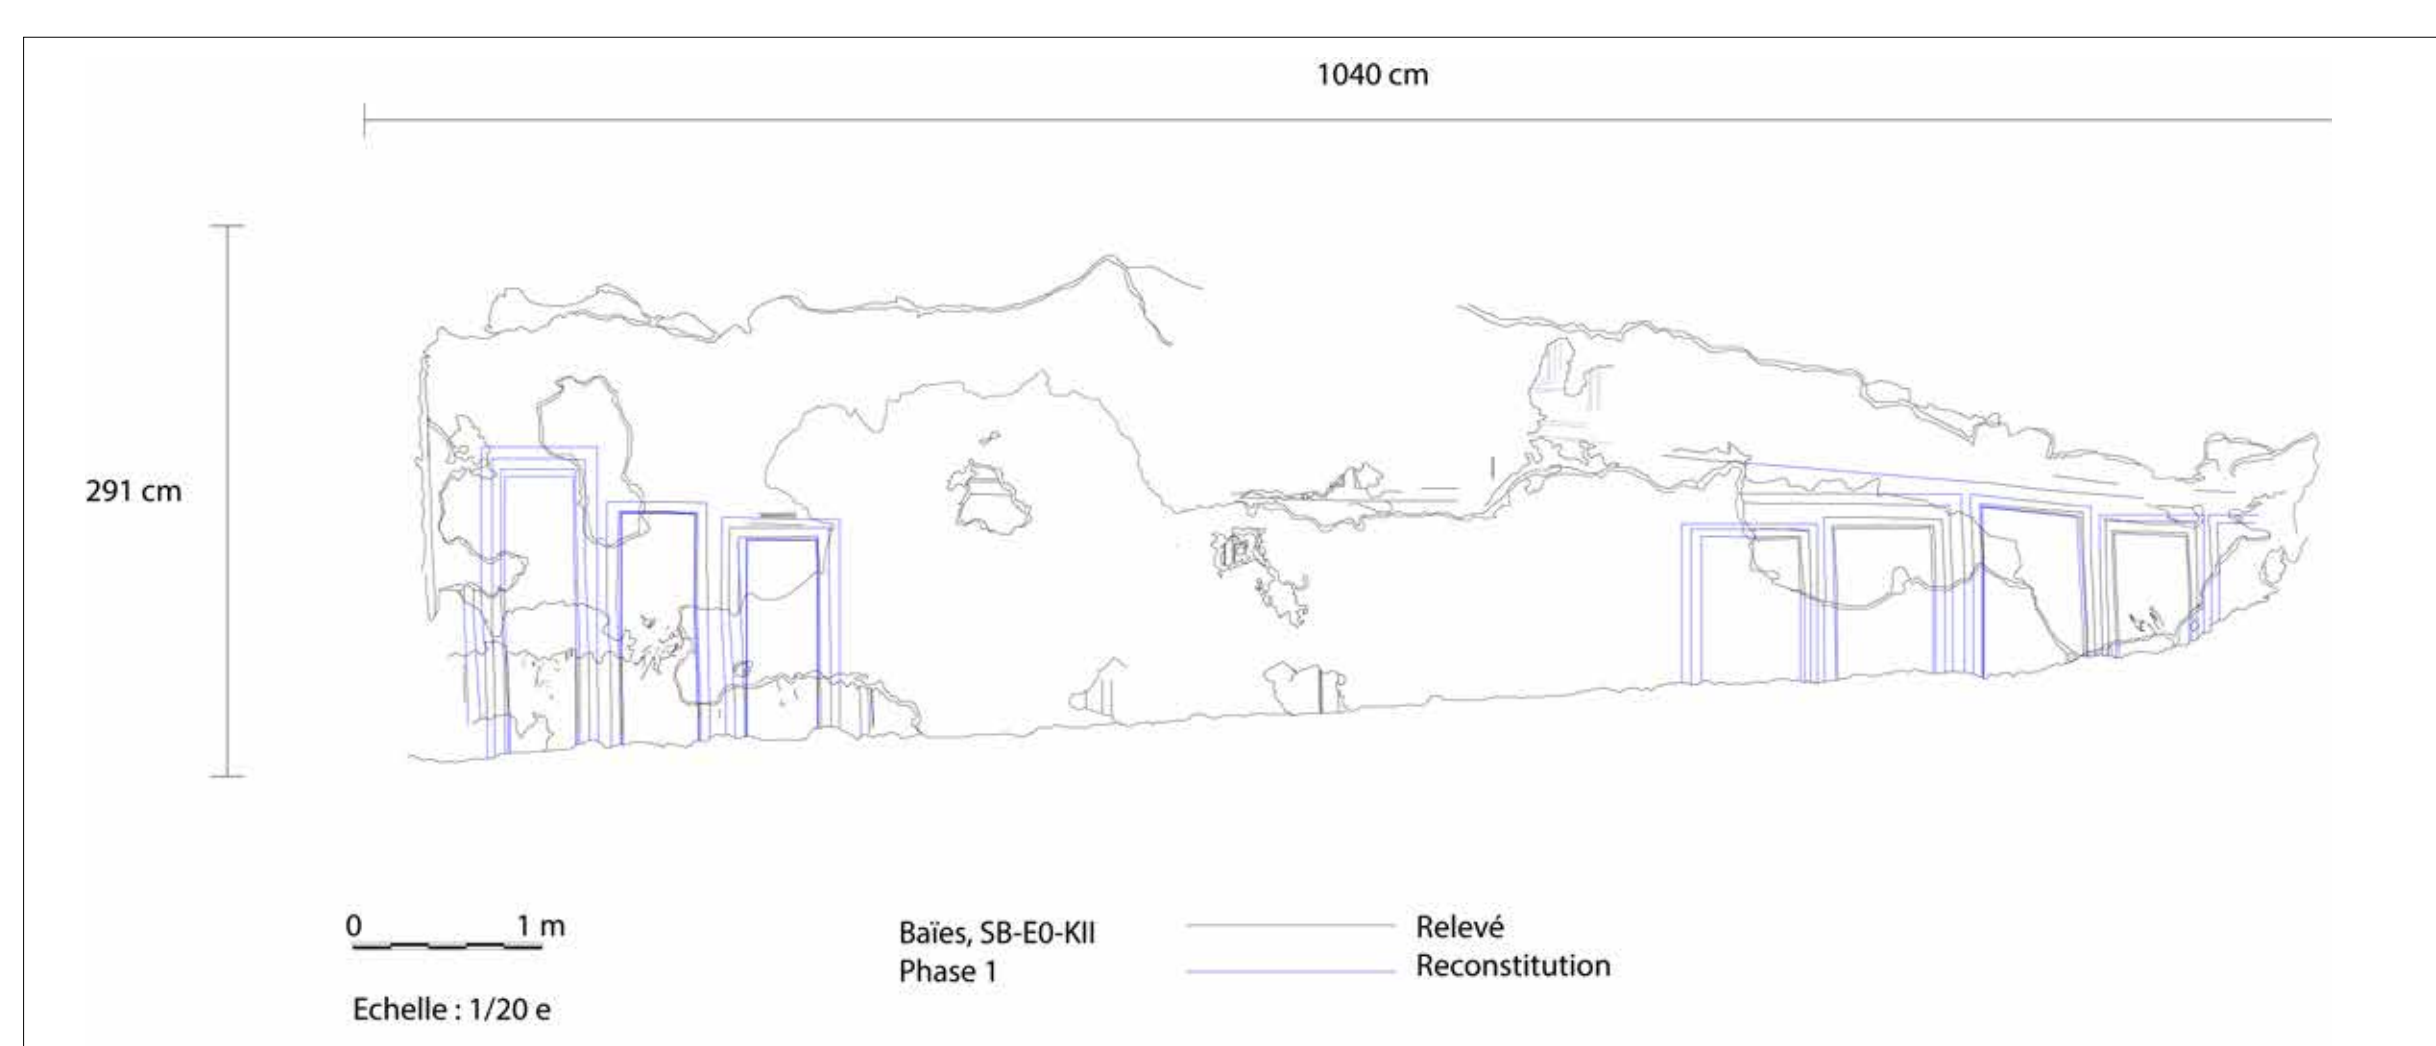 1040 cm
291 cm
0 1 m
Echelle : 1/20 e
Baïes, SB-E0-KII
Phase 1
Relevé
Reconstitution